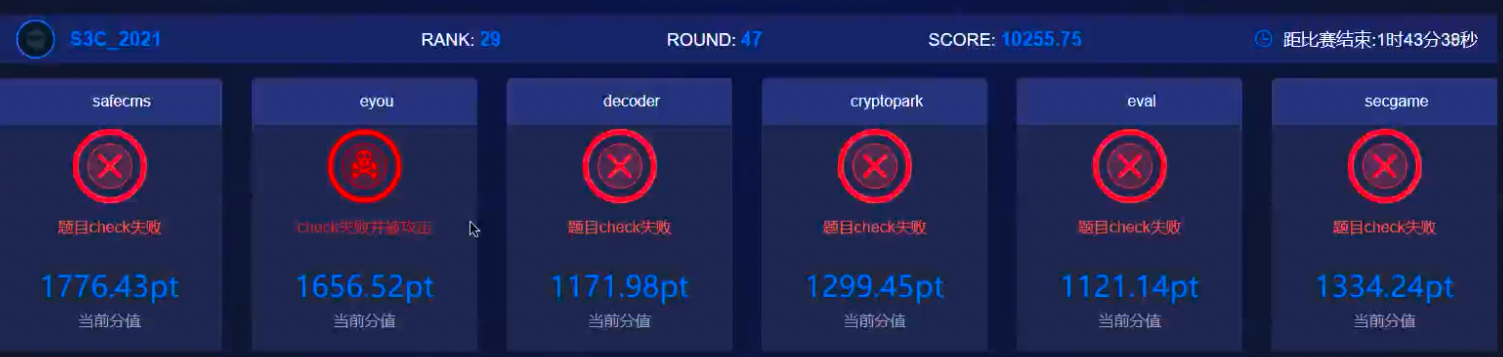 S3C_2021 RANK: 29 ROUND: 47 SCORE: 10255.75 距比赛结束:1时43分39秒
safecms eyou decoder cryptopark eval secgame
题目check失败 check失败并被攻击 题目check失败 题目check失败 题目check失败 题目check失败
1776.43pt 1656.52pt 1171.98pt 1299.45pt 1121.14pt 1334.24pt
当前分值 当前分值 当前分值 当前分值 当前分值 当前分值